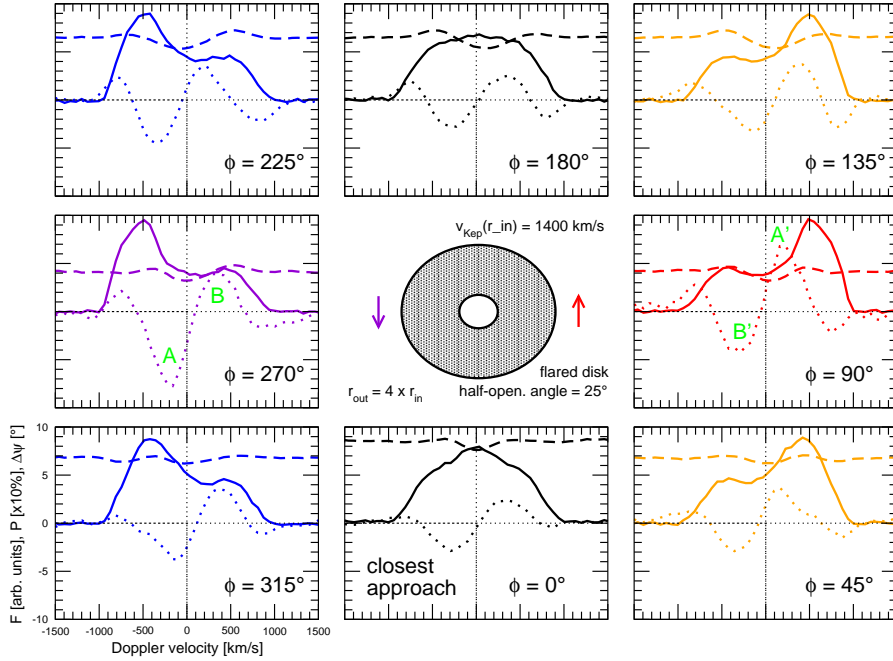 ϕ = 225°
ϕ = 180°
ϕ = 135°
A
B
ϕ = 270°
v_Kep(r_in) = 1400 km/s
flared disk
r_out = 4 x r_in
half-open. angle = 25°
A'
B'
ϕ = 90°
F [arb. units], P [x10%], Δψ [°]
10
5
0
-5
-10
-1500 -1000 -500 0 500 1000 1500
Doppler velocity [km/s]
ϕ = 315°
closest
approach
ϕ = 0°
ϕ = 45°